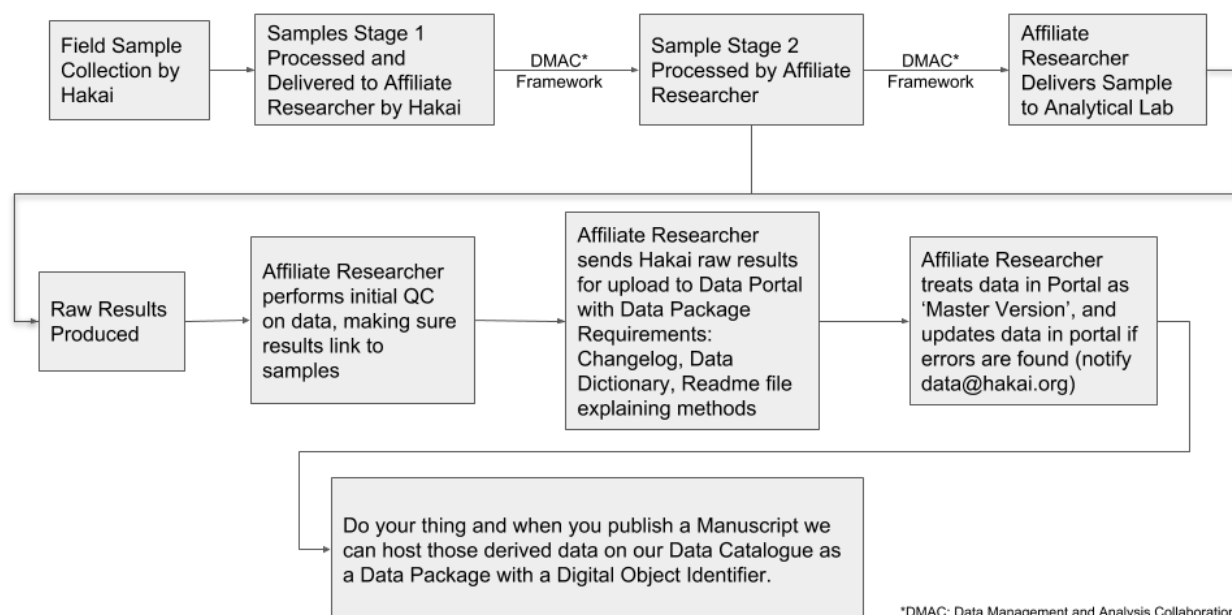 Field Sample
Collection by
Hakai
Samples Stage 1
Processed and
Delivered to Affiliate
Researcher by Hakai
DMAC*
Framework
Sample Stage 2
Processed by Affiliate
Researcher
DMAC*
Framework
Affiliate
Researcher
Delivers Sample
to Analytical Lab
Raw Results
Produced
Affiliate Researcher
performs initial QC
on data, making sure
results link to
samples
Affiliate Researcher
sends Hakai raw results
for upload to Data Portal
with Data Package
Requirements:
Changelog, Data
Dictionary, Readme file
explaining methods
Affiliate Researcher
treats data in Portal as
‘Master Version’, and
updates data in portal if
errors are found (notify
data@hakai.org)
Do your thing and when you publish a Manuscript we
can host those derived data on our Data Catalogue as
a Data Package with a Digital Object Identifier.
*DMAC: Data Management and Analysis Collaboration